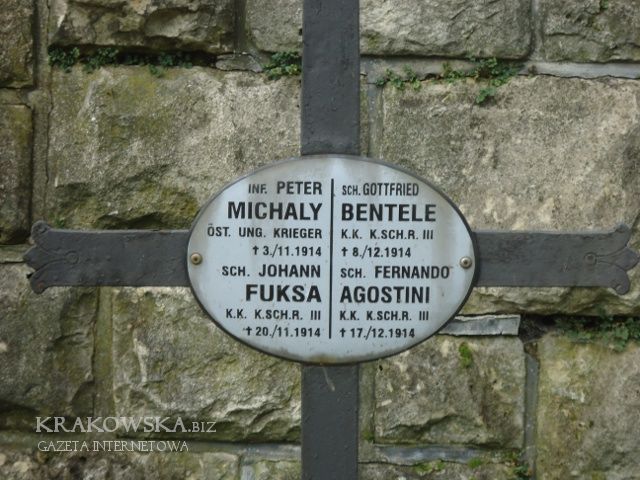 INF. PETER
MICHALY
ÖST. UNG. KRIEGER
† 3./11.1914
SCH. JOHANN
FUKSA
K.K. K.SCH.R. III
† 20./11.1914
SCH. GOTTFRIED
BENTELE
K.K. K.SCH.R. III
† 8./12.1914
SCH. FERNANDO
AGOSTINI
K.K. K.SCH.R. III
† 17./12.1914
KRAKOWSKA.BIZ
GAZETA INTERNETOWA